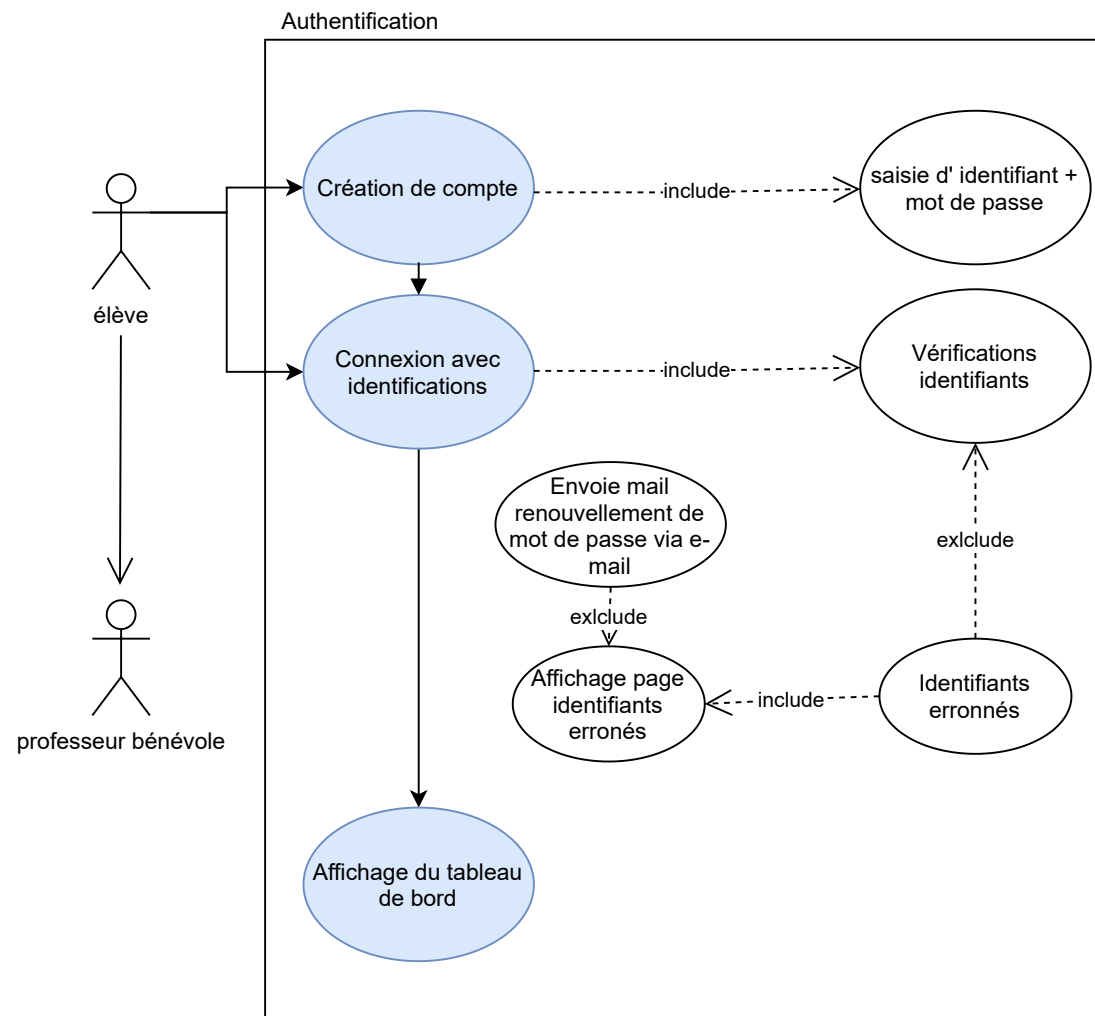 Authentification
Création de compte
include
saisie d' identifiant +
mot de passe
élève
Connexion avec
identifications
include
Vérifications
identifiants
Envoie mail
renouvellement de
mot de passe via e-
mail
exlclude
exlclude
Affichage page
identifiants
erronés
include
Identifiants
erronnés
professeur bénévole
Affichage du tableau
de bord